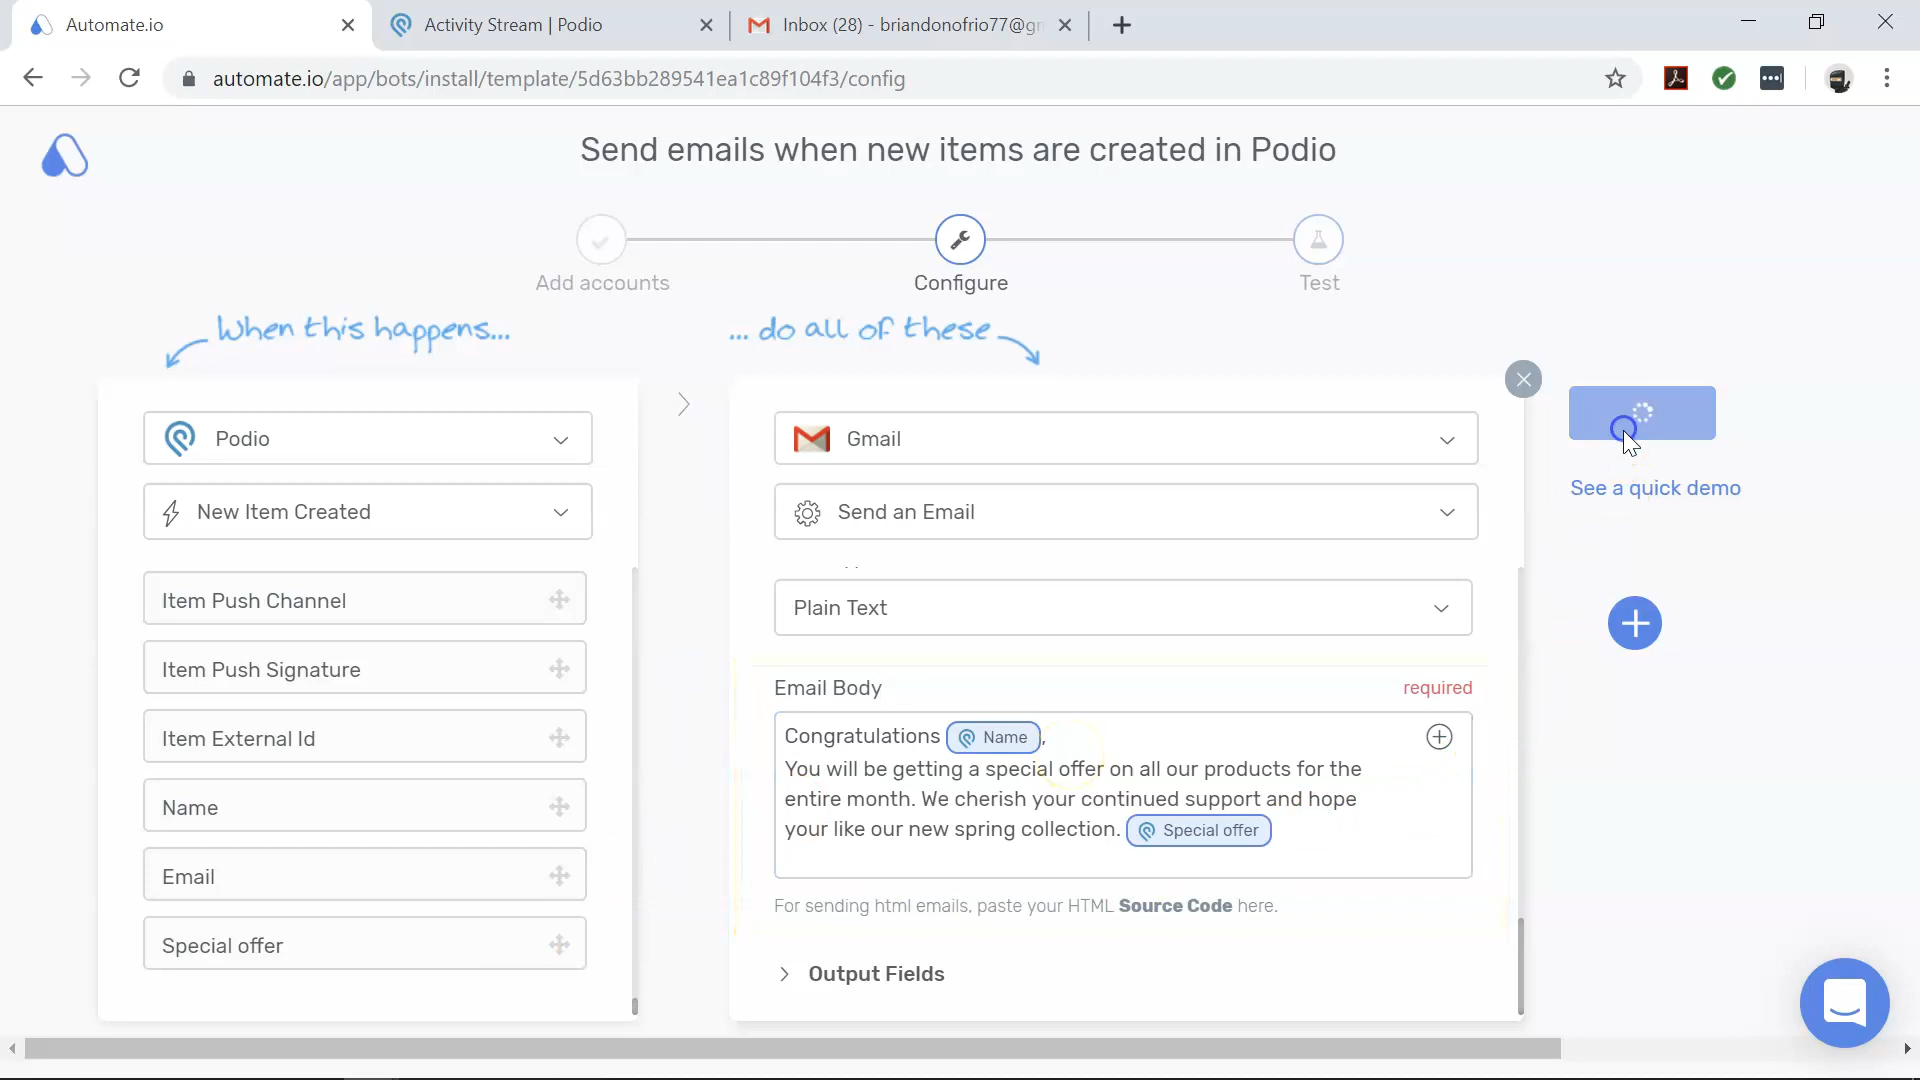 Automate.io
Activity Stream | Podio
Inbox (28) - briandonofrio77@gr
automate.io/app/bots/install/template/5d63bb289541ea1c89f104f3/config
Send emails when new items are created in Podio
Add accounts
Configure
Test
When this happens...
... do all of these
Podio
New Item Created
Item Push Channel
Item Push Signature
Item External Id
Name
Email
Special offer
Gmail
Send an Email
Plain Text
Email Body
required
Congratulations Name,
You will be getting a special offer on all our products for the
entire month. We cherish your continued support and hope
your like our new spring collection. Special offer
For sending html emails, paste your HTML Source Code here.
Output Fields
See a quick demo